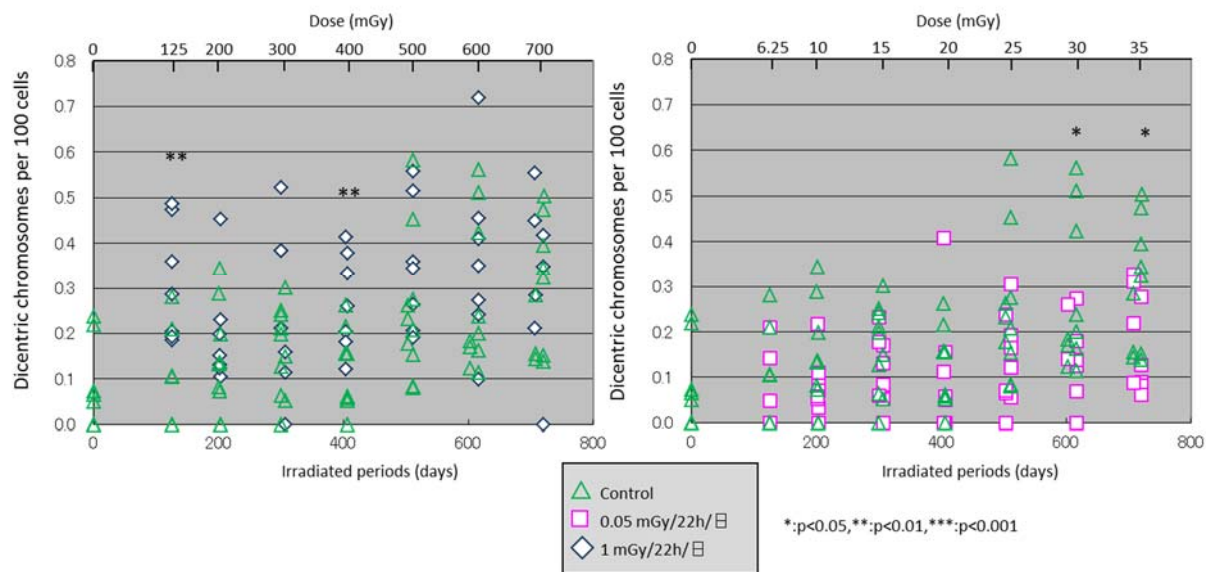 Dose (mGy)
0 125 200 300 400 500 600 700
0.8
0.7
0.6
0.5
0.4
0.3
0.2
0.1
0.0
Dicentric chromosomes per 100 cells
**
**
0 200 400 600 800
Irradiated periods (days)
Dose (mGy)
0 6.25 10 15 20 25 30 35
0.8
0.7
0.6
0.5
0.4
0.3
0.2
0.1
0.0
Dicentric chromosomes per 100 cells
*
*
0 200 400 600 800
Irradiated periods (days)
Control
0.05 mGy/22h/日
1 mGy/22h/日
*:p<0.05,**:p<0.01,***:p<0.001